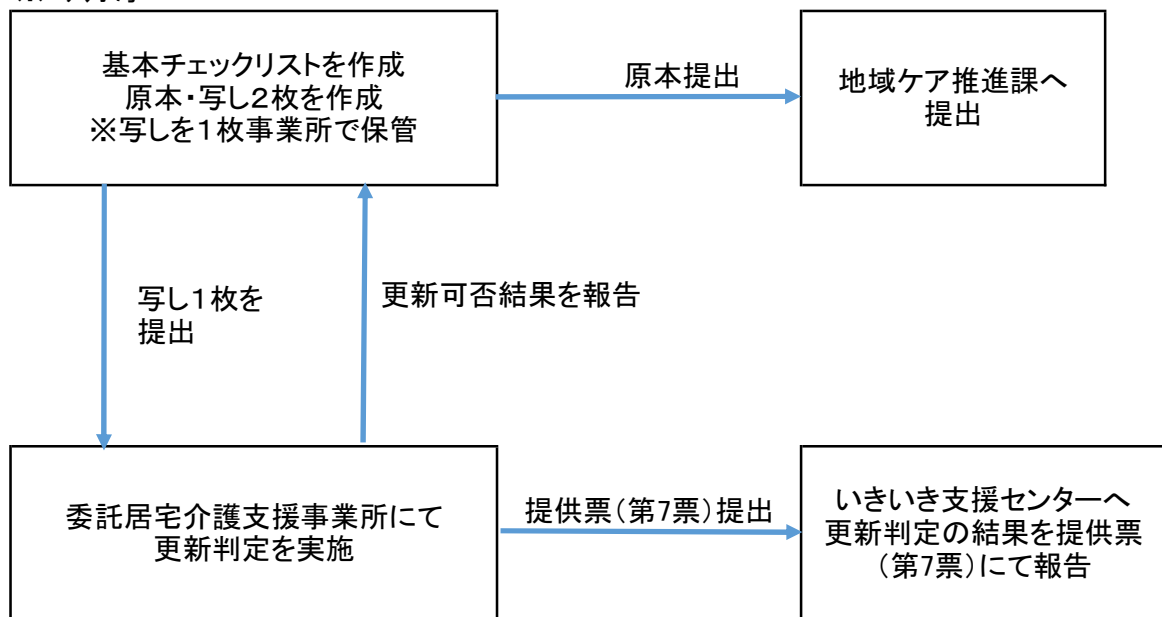 基本チェックリストを作成
原本・写し2枚を作成
※写しを1枚事業所で保管
原本提出
地域ケア推進課へ
提出
写し1枚を
提出
更新可否結果を報告
委託居宅介護支援事業所にて
更新判定を実施
提供票(第7票)提出
いきいき支援センターへ
更新判定の結果を提供票
(第7票)にて報告